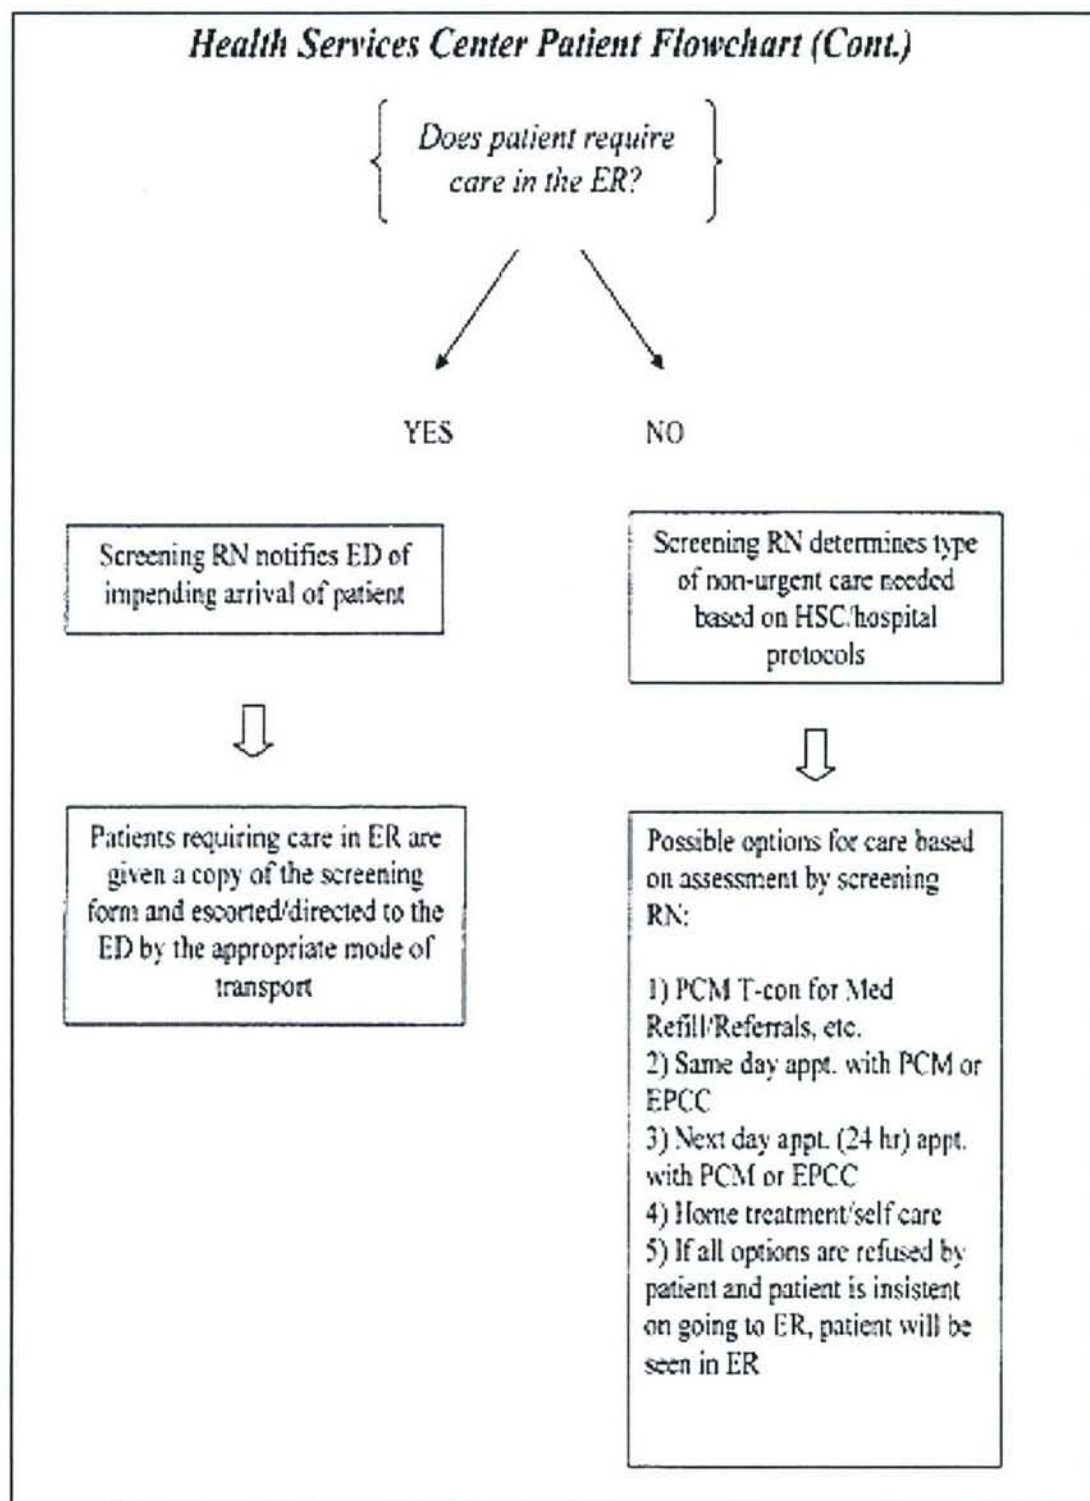 Health Services Center Patient Flowchart (Cont.)
Does patient require
care in the ER?
YES
NO
Screening RN notifies ED of
impending arrival of patient
Patients requiring care in ER are
given a copy of the screening
form and escorted/directed to the
ED by the appropriate mode of
transport
Screening RN determines type
of non-urgent care needed
based on HSC/hospital
protocols
Possible options for care based
on assessment by screening
RN:
1) PCM T-con for Med
Refill/Referrals, etc.
2) Same day appt. with PCM or
EPCC
3) Next day appt. (24 hr) appt.
with PCM or EPCC
4) Home treatment/self care
5) If all options are refused by
patient and patient is insistent
on going to ER, patient will be
seen in ER